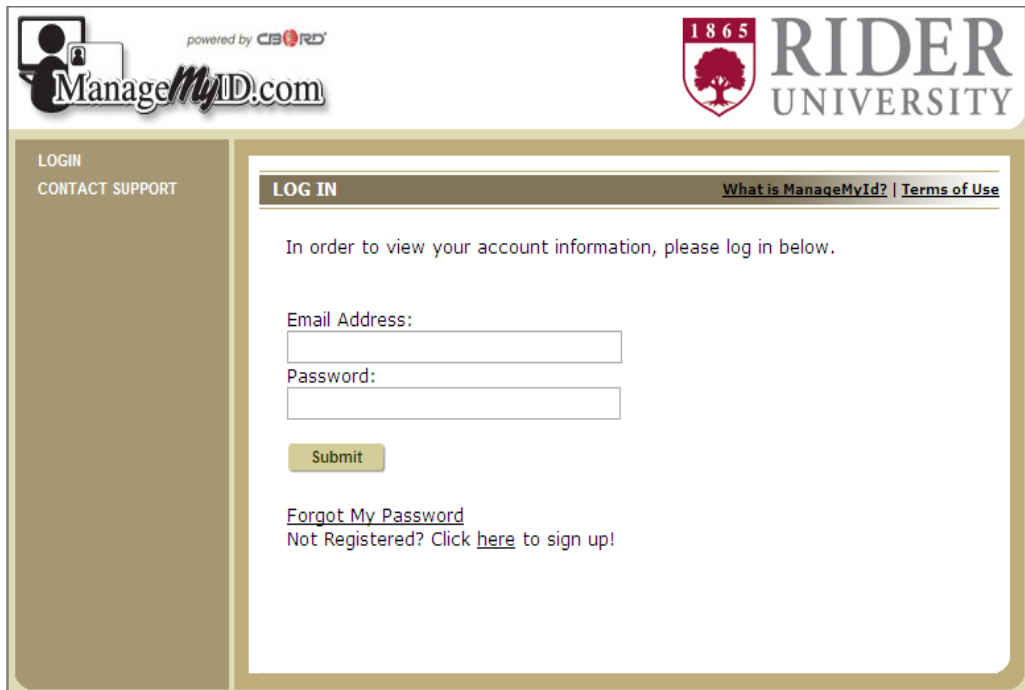 powered by CBORD
ManageMyID.com
1865
RIDER
UNIVERSITY
LOGIN
CONTACT SUPPORT
LOG IN
What is ManageMyId? | Terms of Use
In order to view your account information, please log in below.
Email Address:
Password:
Submit
Forgot My Password
Not Registered? Click here to sign up!